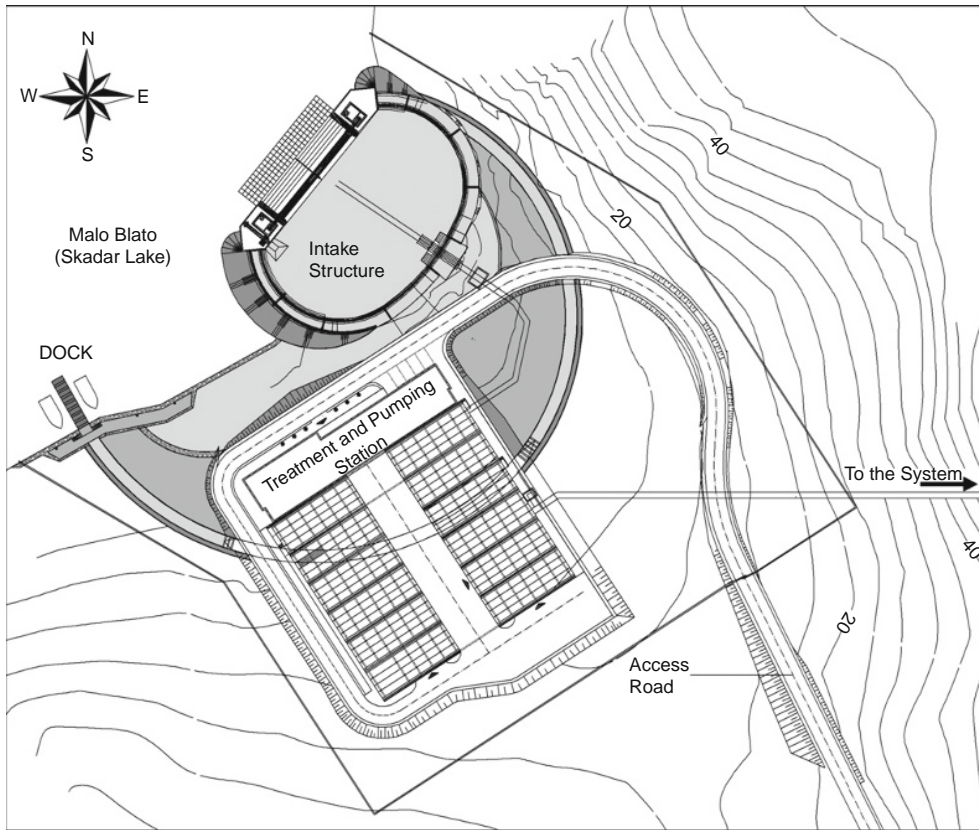 N
W
E
S
40
20
Malo Blato
(Skadar Lake)
Intake
Structure
DOCK
Treatment and Pumping
Station
To the System
40
20
Access
Road